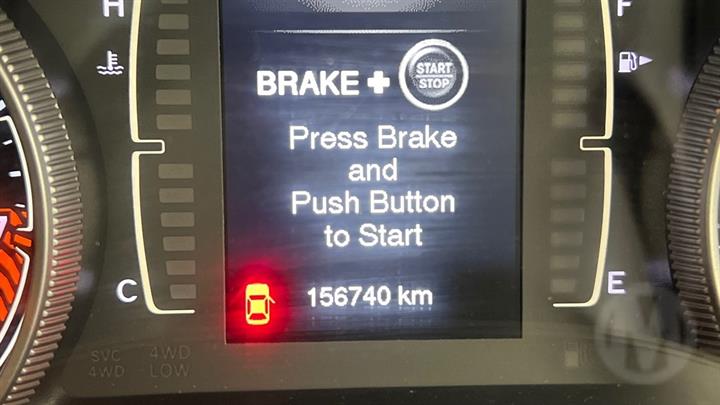 H
F
BRAKE + START STOP
Press Brake
and
Push Button
to Start
C
E
156740 km
SVC 4WD
4WD LOW
M